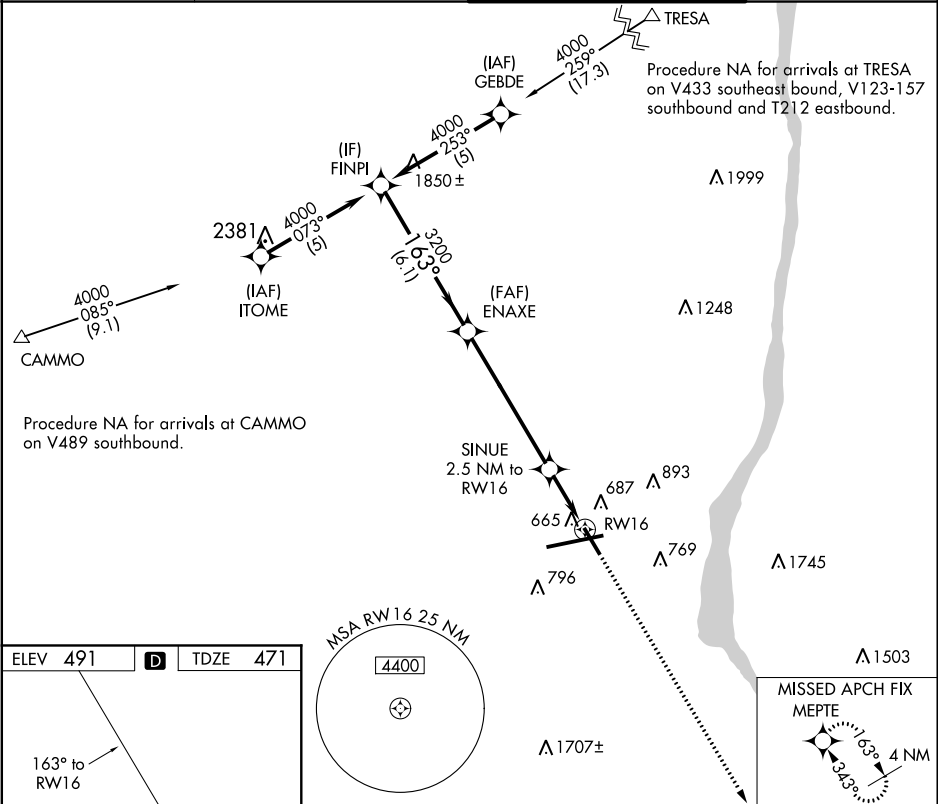 TRESA
4000
259°
(17.3)
(IAF)
GEBDE
Procedure NA for arrivals at TRESA
on V433 southeast bound, V123-157
southbound and T212 eastbound.
4000
253°
(5)
(IF)
FINPI
1850±
1999
2381
4000
073°
(5)
3200
163°
(6.1)
(IAF)
ITOME
4000
085°
(9.1)
CAMMO
(FAF)
ENAXE
1248
Procedure NA for arrivals at CAMMO
on V489 southbound.
SINUE
2.5 NM to
RW16
893
687
665
RW16
769
1745
796
MSA RW16 25 NM
4400
ELEV 491
D
TDZE 471
163° to
RW16
1503
1707±
MISSED APCH FIX
MEPTE
163°
343°
4 NM